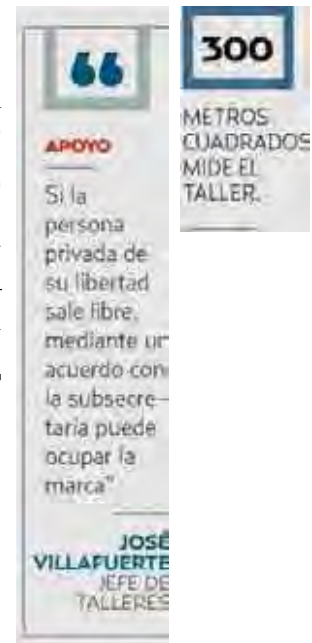 “
APOYO
Si la
persona
privada de
su libertad
sale libre,
mediante un
acuerdo con
la subsecre-
taría puede
ocupar la
marca"
JOSÉ
VILLAFUERTE
JEFE DE
TALLERES
300
METROS
CUADRADOS
MIDE EL
TALLER.